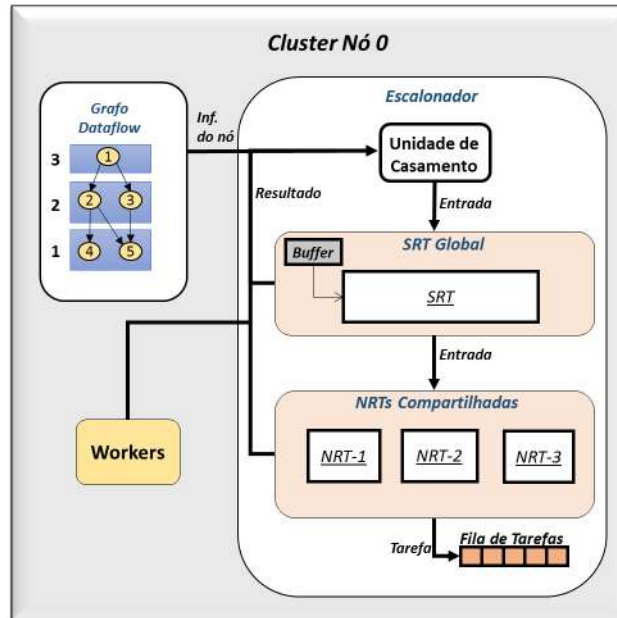 Cluster Nó 0
Grafo
Dataflow
3
1
2
2
3
1
4
5
Inf.
do nó
Resultado
Escalonador
Unidade de
Casamento
Entrada
SRT Global
Buffer
SRT
Entrada
NRTs Compartilhadas
NRT-1
NRT-2
NRT-3
Workers
Tarefa
Fila de Tarefas